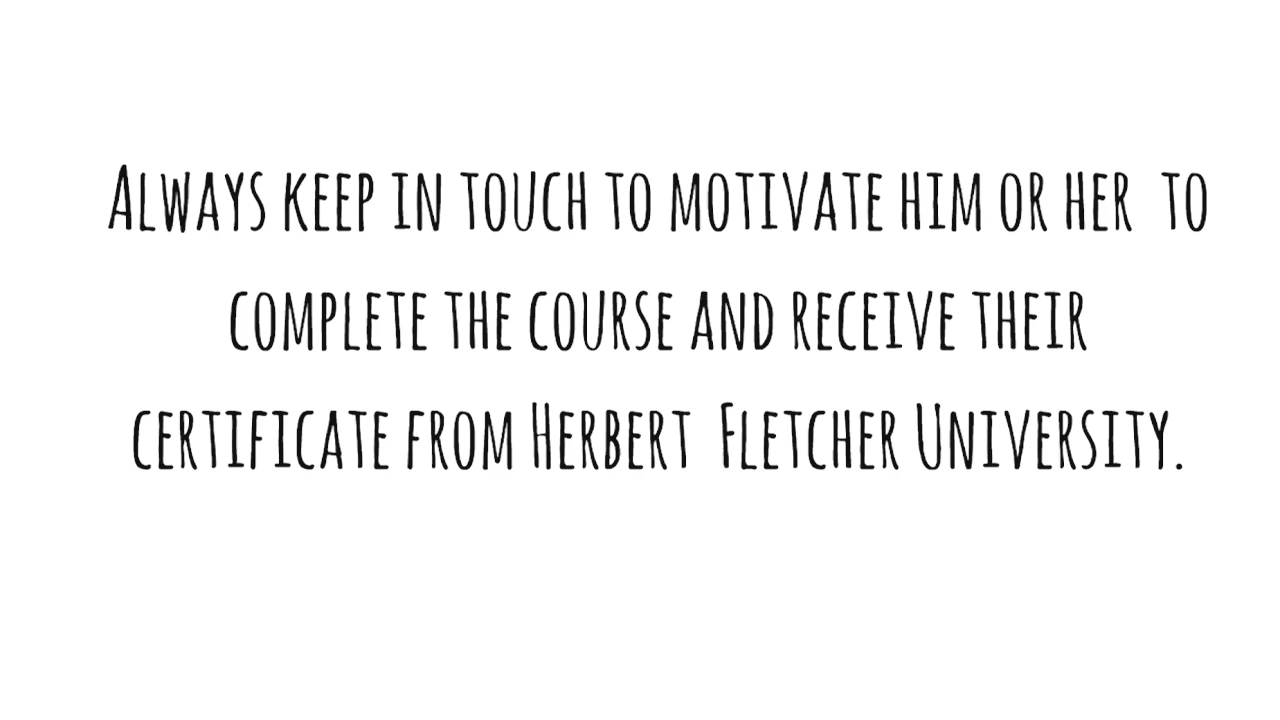 Always keep in touch to motivate him or her to
complete the course and receive their
certificate from Herbert Fletcher University.